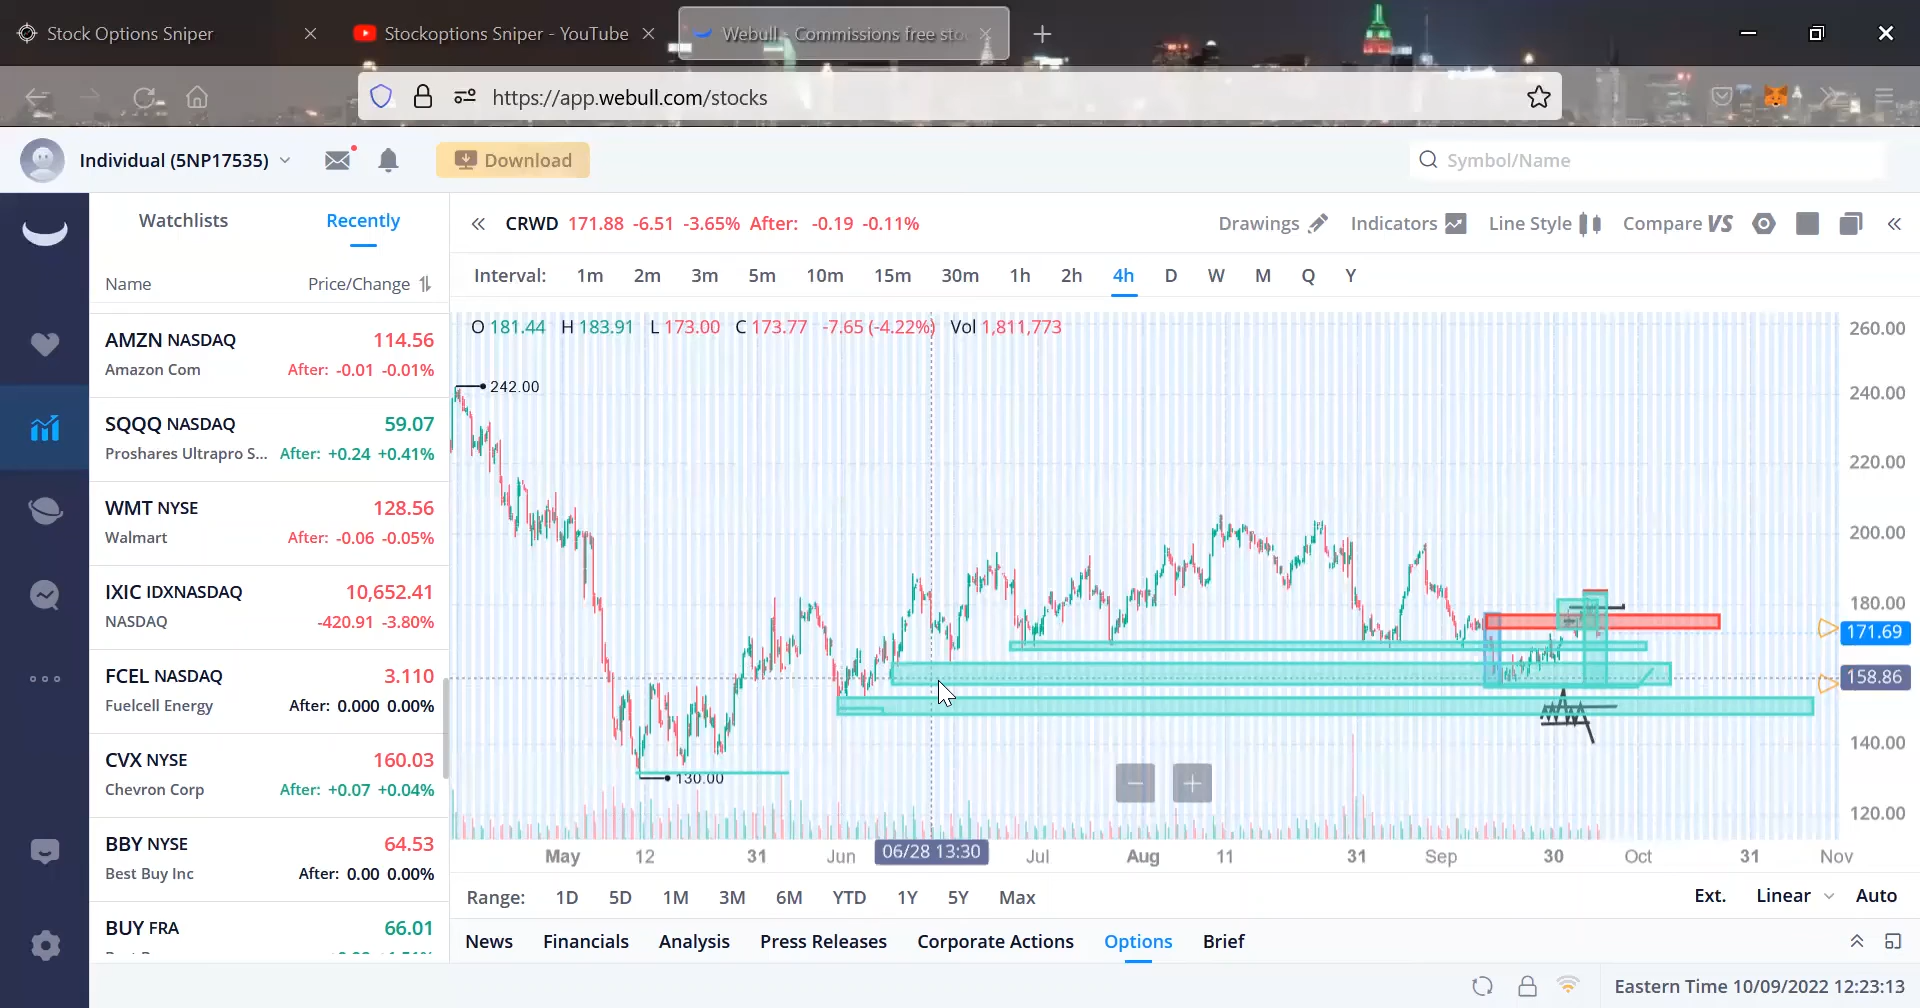 Stock Options Sniper
Stockoptions Sniper - YouTube
Webull - Commissions free sto
https://app.webull.com/stocks
Individual (5NP17535)
Download
Symbol/Name
Watchlists Recently
Name Price/Change
AMZN NASDAQ 114.56
Amazon Com After: -0.01 -0.01%
SQQQ NASDAQ 59.07
Proshares Ultrapro S... After: +0.24 +0.41%
WMT NYSE 128.56
Walmart After: -0.06 -0.05%
IXIC IDXNASDAQ 10,652.41
NASDAQ -420.91 -3.80%
FCEL NASDAQ 3.110
Fuelcell Energy After: 0.000 0.00%
CVX NYSE 160.03
Chevron Corp After: +0.07 +0.04%
BBY NYSE 64.53
Best Buy Inc After: 0.00 0.00%
BUY FRA 66.01
CRWD 171.88 -6.51 -3.65% After: -0.19 -0.11%
Drawings Indicators Line Style Compare VS
Interval: 1m 2m 3m 5m 10m 15m 30m 1h 2h 4h D W M Q Y
O 181.44 H 183.91 L 173.00 C 173.77 -7.65 (-4.22%) Vol 1,811,773
242.00
130.00
260.00
240.00
220.00
200.00
180.00
171.69
158.86
140.00
120.00
May 12 31 Jun 06/28 13:30 Jul Aug 11 31 Sep 30 Oct 31 Nov
Range: 1D 5D 1M 3M 6M YTD 1Y 5Y Max
Ext. Linear Auto
News Financials Analysis Press Releases Corporate Actions Options Brief
Eastern Time 10/09/2022 12:23:13